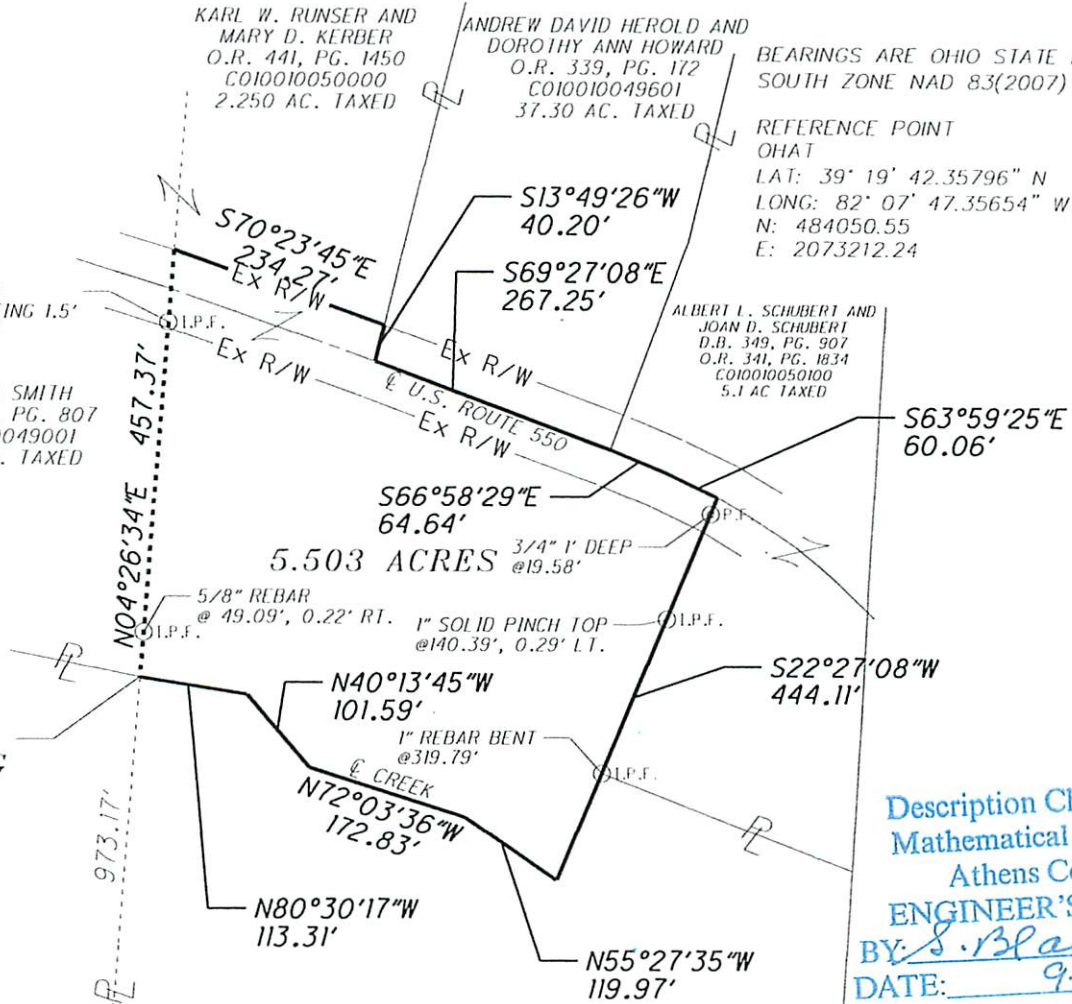 KARL W. RUNSER AND
MARY D. KERBER
O.R. 441, PG. 1450
C010010050000
2.250 AC. TAXED
ANDREW DAVID HEROLD AND
DOROTHY ANN HOWARD
O.R. 339, PG. 172
C010010049601
37.30 AC. TAXED
BEARINGS ARE OHIO STATE
SOUTH ZONE NAD 83(2007)
REFERENCE POINT
OHAT
LAT: 39° 19' 42.35796" N
LONG: 82° 07' 47.35654" W
N: 484050.55
E: 2073212.24
PL
PL
S13°49'26"W
40.20'
S70°23'45"E
234.27'
Ex R/W
S69°27'08"E
267.25'
ING 1.5'
I.P.F.
ALBERT L. SCHUBERT AND
JOAN D. SCHUBERT
D.B. 349, PG. 907
O.R. 341, PG. 1834
C010010050100
5.1 AC TAXED
Ex R/W
Ex R/W
℄ U.S. ROUTE 550
Ex R/W
SMITH
PG. 807
0049001
. TAXED
N04°26'34"E 457.37'
S63°59'25"E
60.06'
S66°58'29"E
64.64'
I.P.F.
5.503 ACRES
3/4" 1' DEEP
@19.58'
5/8" REBAR
@ 49.09', 0.22' RT.
I.P.F.
1" SOLID PINCH TOP
@140.39', 0.29' LT.
I.P.F.
PL
S22°27'08"W
444.11'
N40°13'45"W
101.59'
1" REBAR BENT
@319.79'
I.P.F.
G
℄ CREEK
N72°03'36"W
172.83'
PL
973.17'
N80°30'17"W
113.31'
N55°27'35"W
119.97'
PL
Description Ch
Mathematical
Athens Co
ENGINEER'S
BY: S. Bla
DATE: 9-